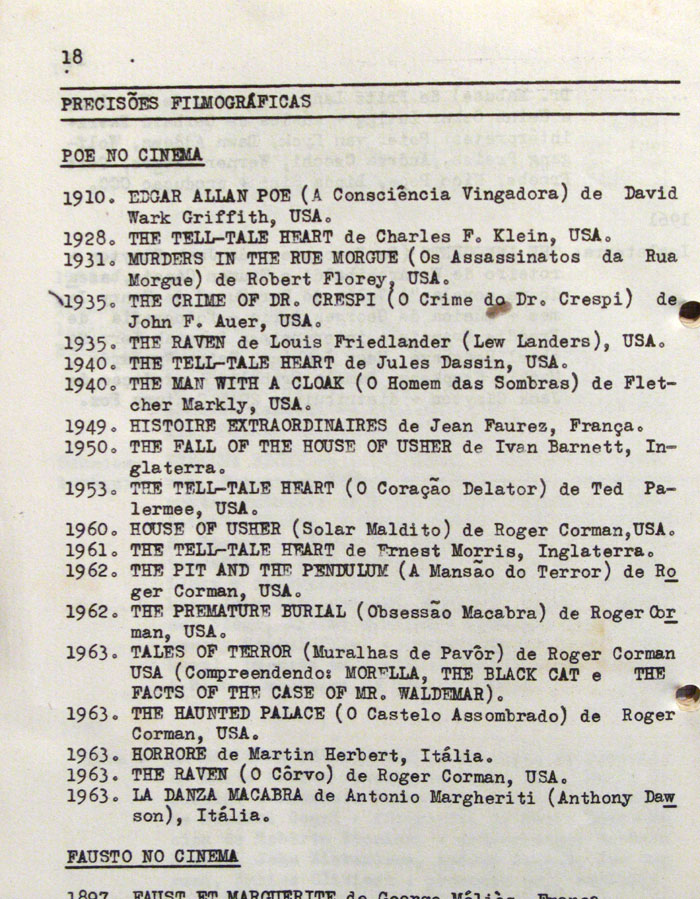 18
PRECISÕES FILMOGRÁFICAS
POE NO CINEMA
1910. EDGAR ALLAN POE (A Consciência Vingadora) de David
Wark Griffith, USA.
1928. THE TELL-TALE HEART de Charles F. Klein, USA.
1931. MURDERS IN THE RUE MORGUE (Os Assassinatos da Rua
Morgue) de Robert Florey, USA.
1935. THE CRIME OF DR. CRESPI (O Crime do Dr. Crespi) de
John F. Auer, USA.
1935. THE RAVEN de Louis Friedlander (Lew Landers), USA.
1940. THE TELL-TALE HEART de Jules Dassin, USA.
1940. THE MAN WITH A CLOAK (O Homem das Sombras) de Flet-
cher Markly, USA.
1949. HISTOIRE EXTRAORDINAIRES de Jean Faurez, França.
1950. THE FALL OF THE HOUSE OF USHER de Ivan Barnett, In-
glaterra.
1953. THE TELL-TALE HEART (O Coração Delator) de Ted Pa-
lermee, USA.
1960. HOUSE OF USHER (Solar Maldito) de Roger Corman,USA.
1961. THE TELL-TALE HEART de Ernest Morris, Inglaterra.
1962. THE PIT AND THE PENDULUM (A Mansão do Terror) de Ro
ger Corman, USA.
1962. THE PREMATURE BURIAL (Obsessão Macabra) de Roger Cor
man, USA.
1963. TALES OF TERROR (Muralhas de Pavôr) de Roger Corman
USA (Compreendendo: MORELLA, THE BLACK CAT e THE
FACTS OF THE CASE OF MR. WALDEMAR).
1963. THE HAUNTED PALACE (O Castelo Assombrado) de Roger
Corman, USA.
1963. HORRORE de Martin Herbert, Itália.
1963. THE RAVEN (O Côrvo) de Roger Corman, USA.
1963. LA DANZA MACABRA de Antonio Margheriti (Anthony Daw
son), Itália.
FAUSTO NO CINEMA
1897. FAUST ET MARGUERITE de George Méliès, França.